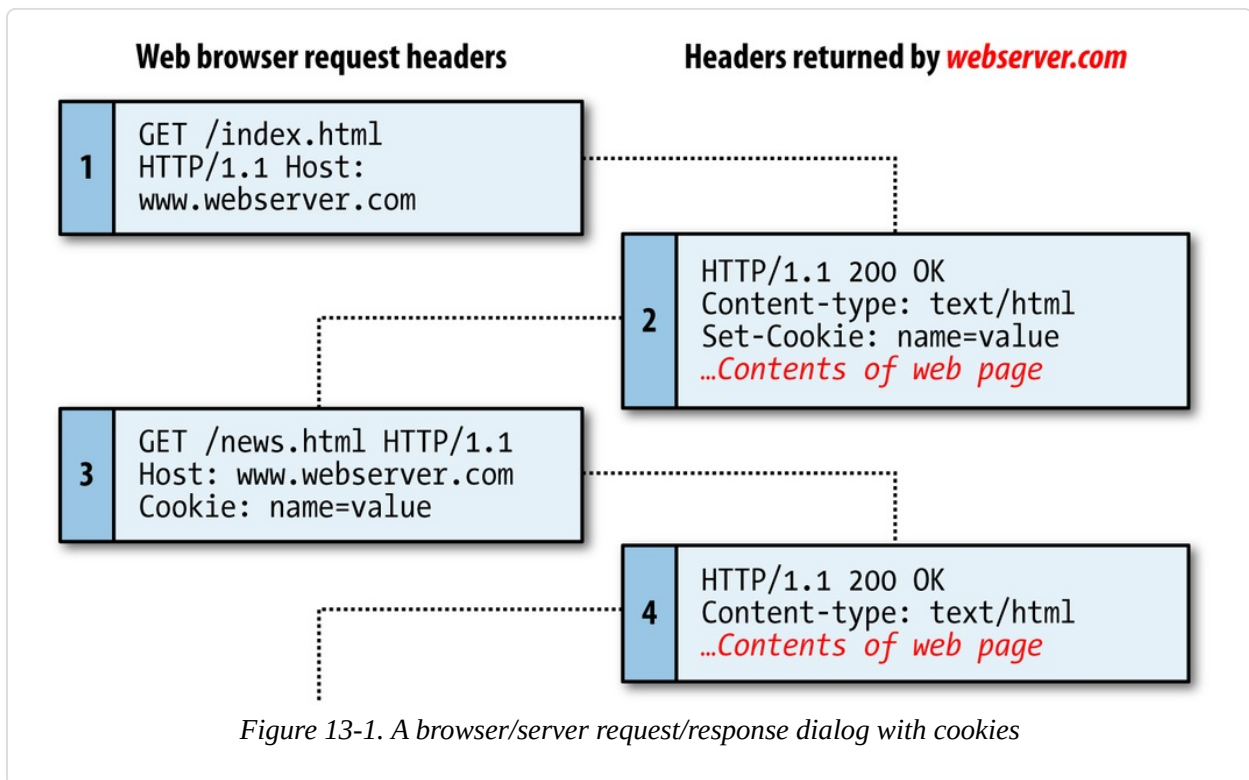 Web browser request headers
Headers returned by webserver.com
1
GET /index.html
HTTP/1.1 Host:
www.webserver.com
2
HTTP/1.1 200 OK
Content-type: text/html
Set-Cookie: name=value
…Contents of web page
3
GET /news.html HTTP/1.1
Host: www.webserver.com
Cookie: name=value
4
HTTP/1.1 200 OK
Content-type: text/html
…Contents of web page
Figure 13-1. A browser/server request/response dialog with cookies